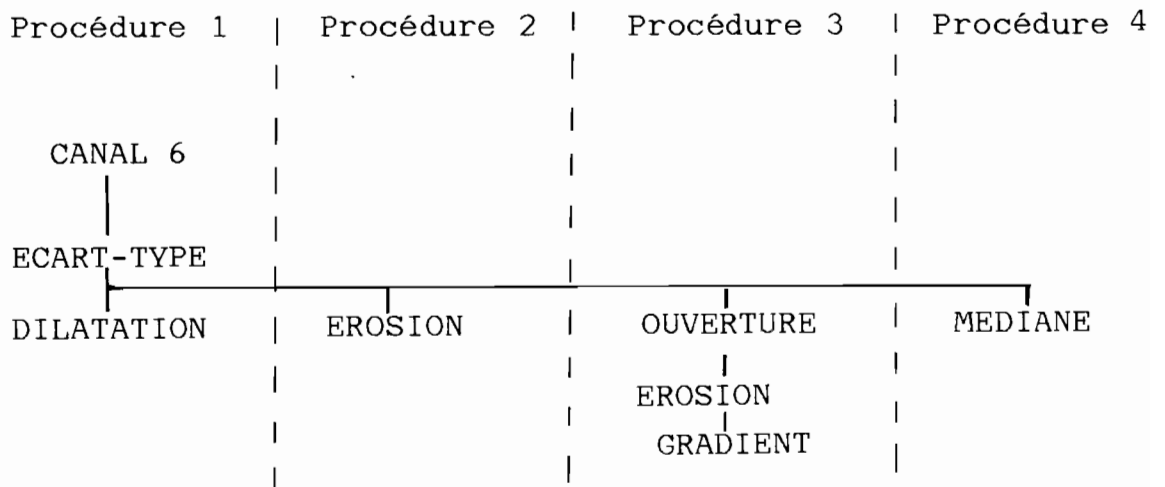 Procédure 1 Procédure 2 Procédure 3 Procédure 4
CANAL 6
ECART-TYPE
DILATATION EROSION OUVERTURE MEDIANE
EROSION
GRADIENT